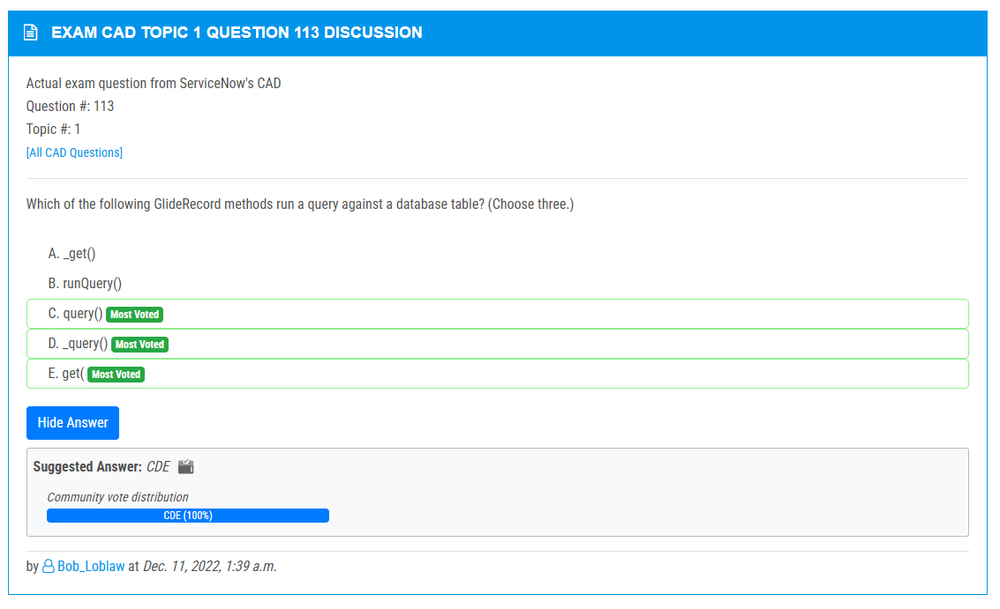 EXAM CAD TOPIC 1 QUESTION 113 DISCUSSION
Actual exam question from ServiceNow's CAD
Question #: 113
Topic #: 1
[All CAD Questions]
Which of the following GlideRecord methods run a query against a database table? (Choose three.)
A. _get()
B. runQuery()
C. query() Most Voted
D. _query() Most Voted
E. get( Most Voted
Hide Answer
Suggested Answer: CDE
Community vote distribution
CDE (100%)
by Bob_Loblaw at Dec. 11, 2022, 1:39 a.m.